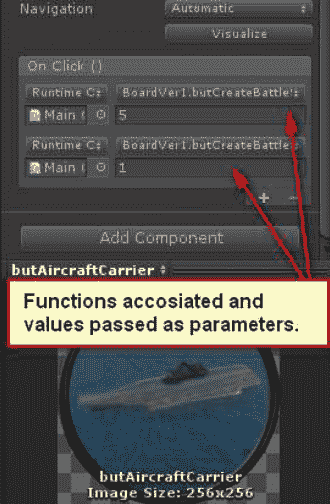 Navigation Automatic
Visualize
On Click ()
Runtime C BoardVer1.butCreateBattle
Main 5
Runtime C BoardVer1.butCreateBattle
Main 1
+ −
Add Component
butAircraftCarrier
Functions accosiated and
values passed as parameters.
butAircraftCarrier
Image Size: 256x256